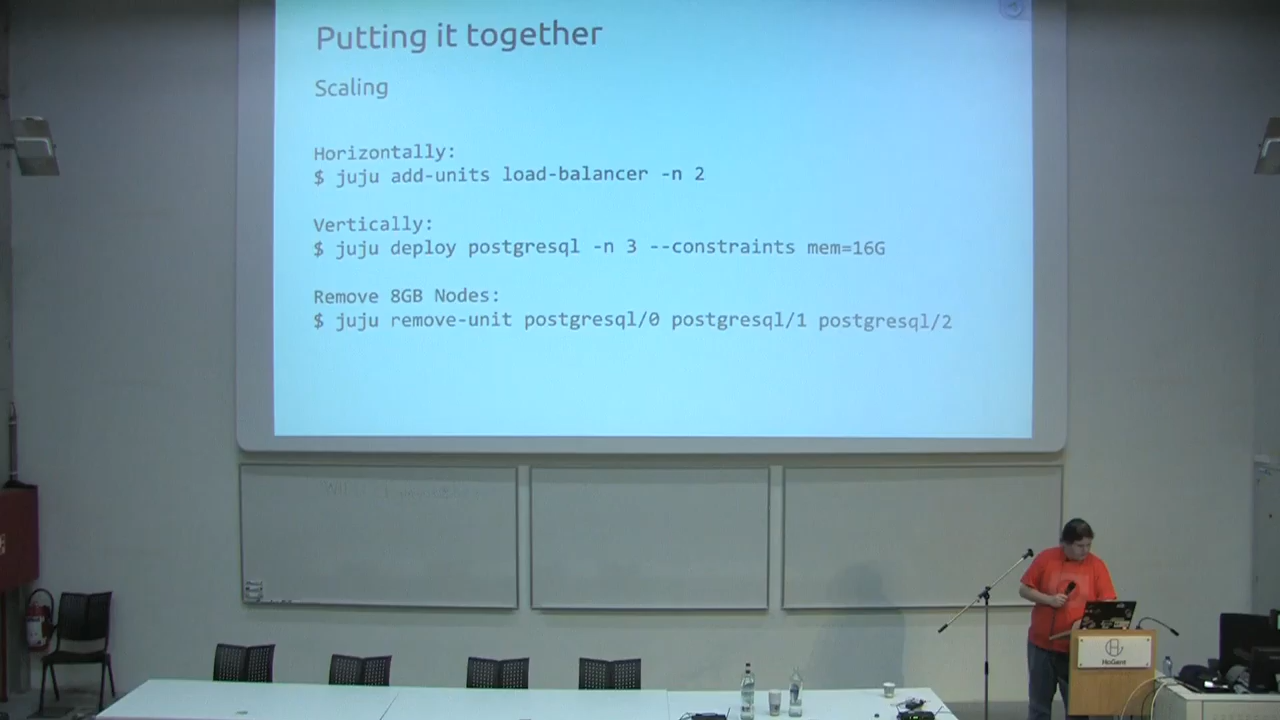 Putting it together
Scaling
Horizontally:
$ juju add-units load-balancer -n 2
Vertically:
$ juju deploy postgresql -n 3 --constraints mem=16G
Remove 8GB Nodes:
$ juju remove-unit postgresql/0 postgresql/1 postgresql/2
HoGent